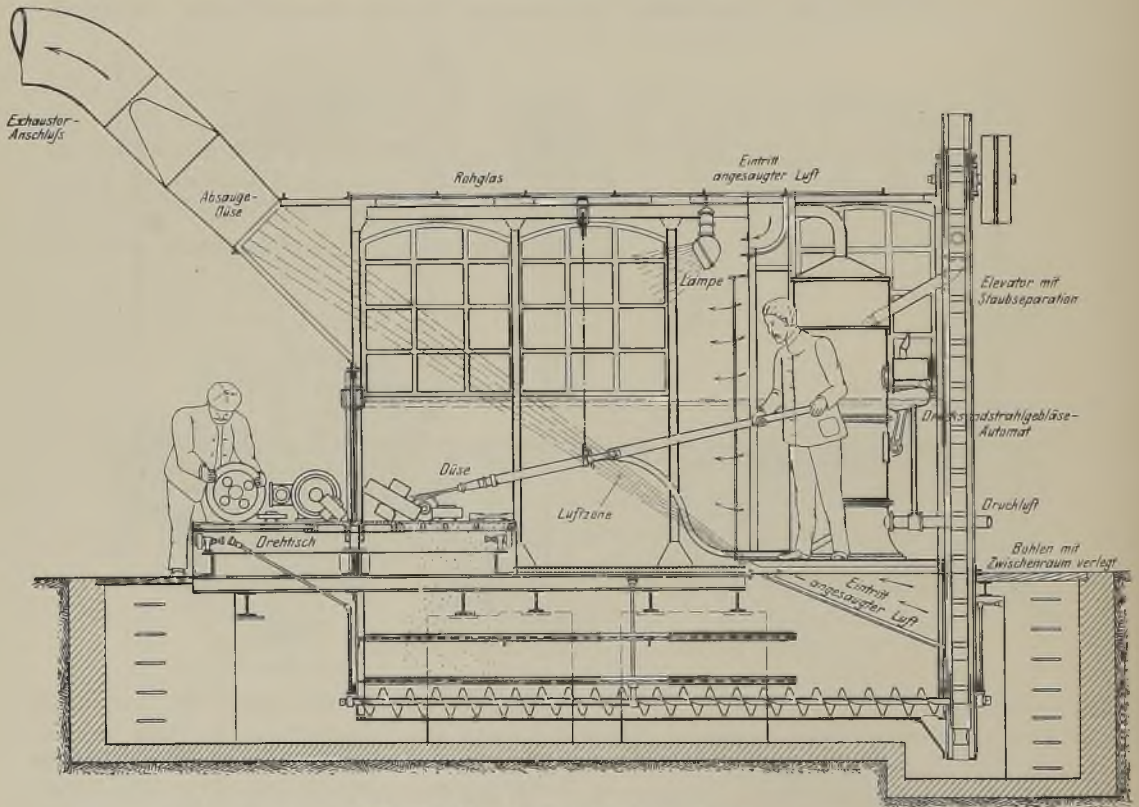 Exhaustor-
Anschluſs
Absauge-
Düse
Rohglas
Eintritt
angesaugter Luft
Lampe
Elevator mit
Staubseparation
Drucksandstrahlgebläse-
Automat
Düse
Luftzone
Druckluft
Drehtisch
Bohlen mit
Zwischenraum verlegt
Eintritt
angesaugter Luft